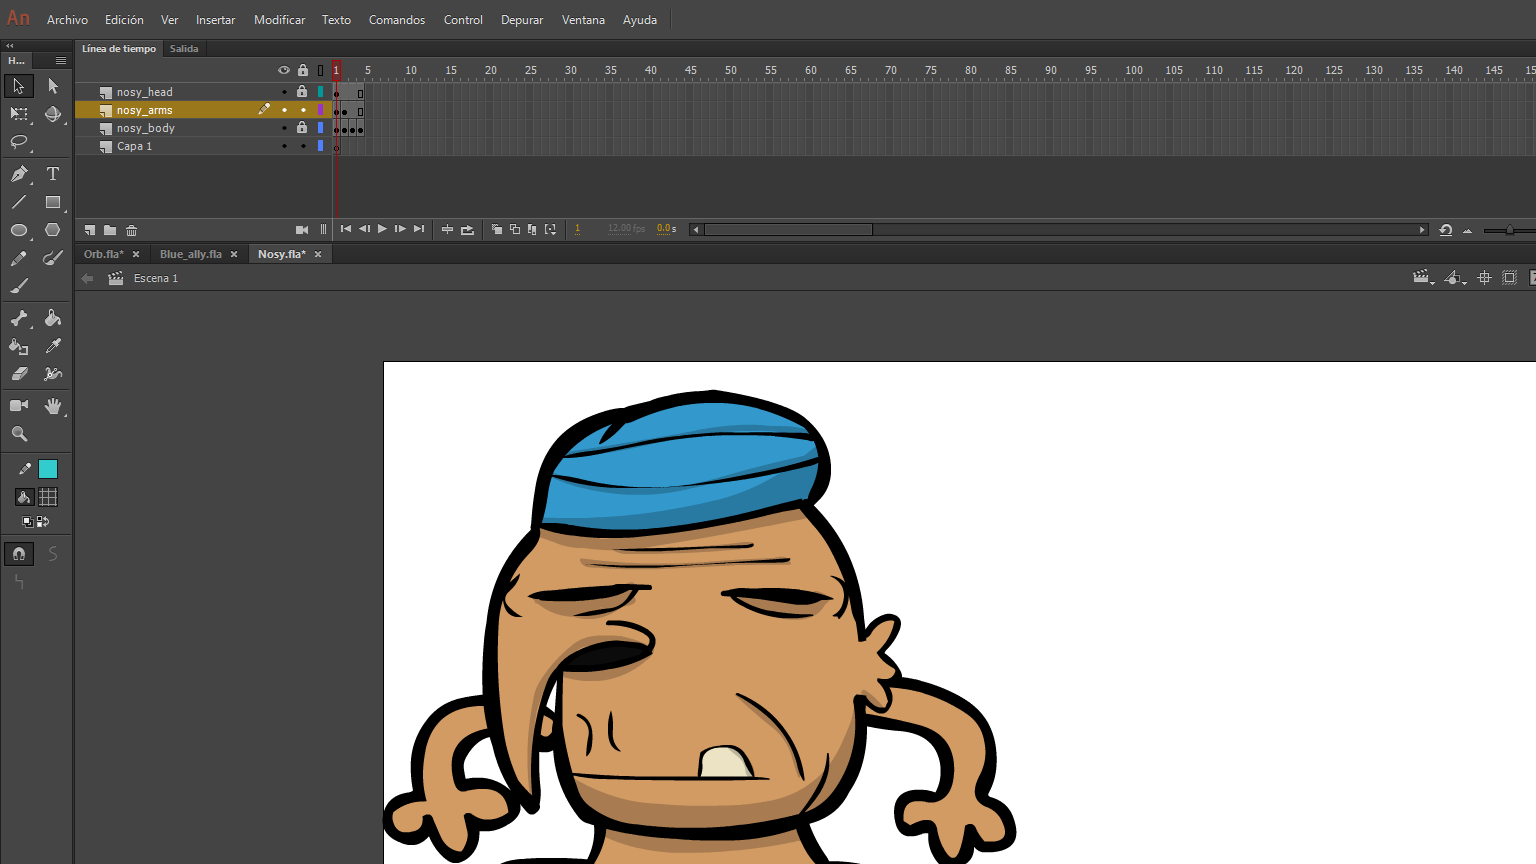 An Archivo Edición Ver Insertar Modificar Texto Comandos Control Depurar Ventana Ayuda
H... Línea de tiempo Salida
1 5 10 15 20 25 30 35 40 45 50 55 60 65 70 75 80 85 90 95 100 105 110 115 120 125 130 135 140 145
nosy_head
nosy_arms
nosy_body
Capa 1
1 12.00 fps 0.0 s
Orb.fla* Blue_ally.fla Nosy.fla*
Escena 1